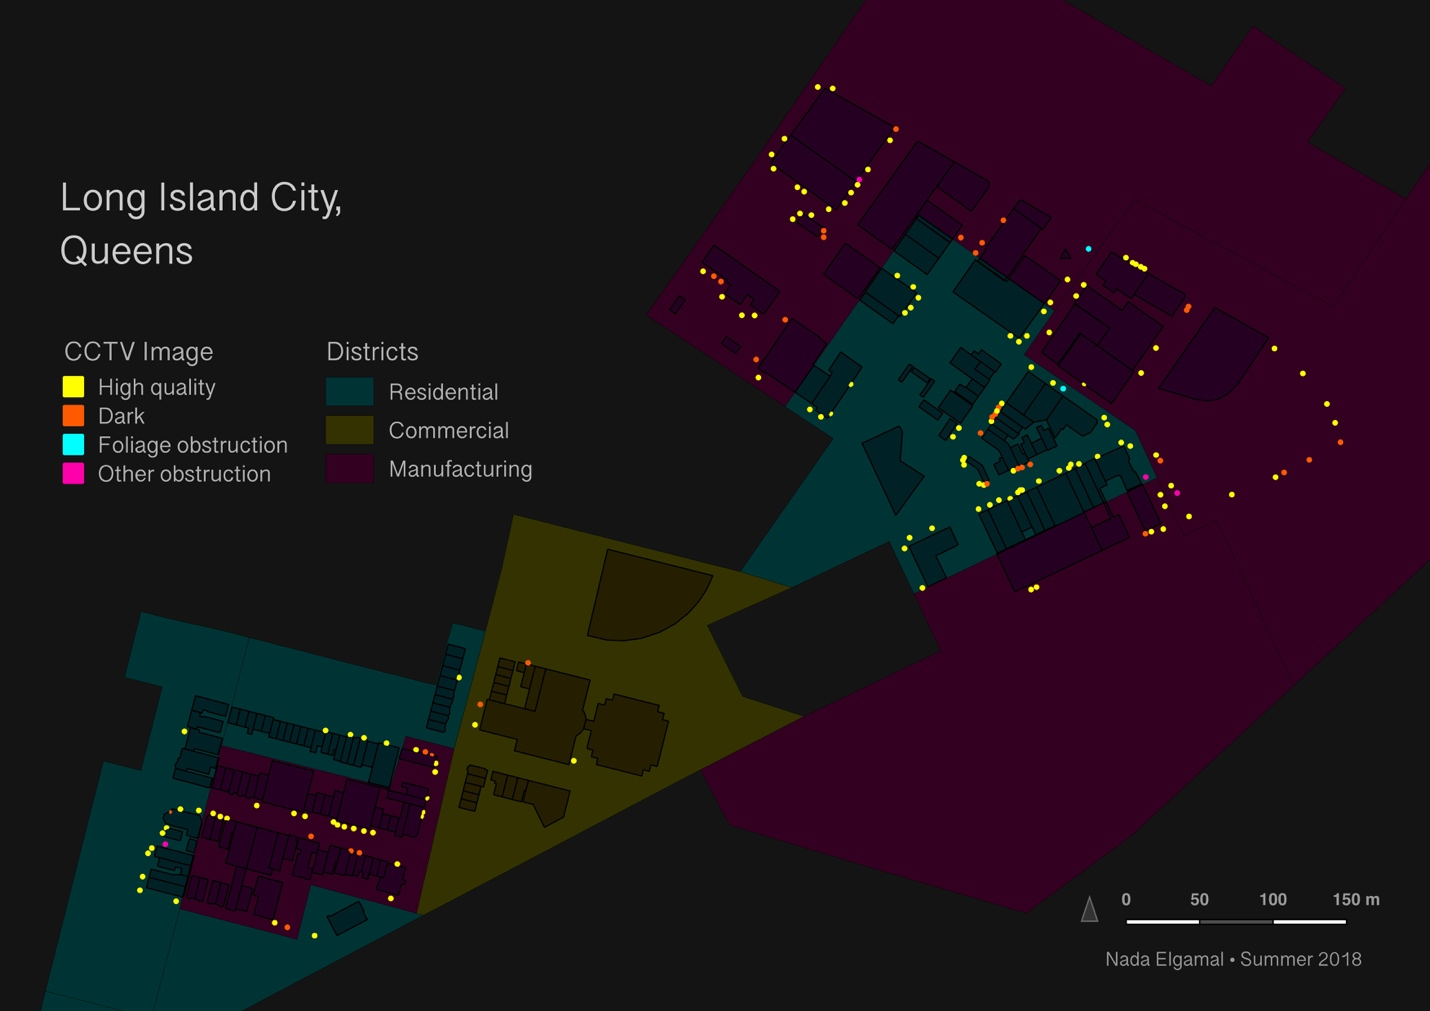 Long Island City,
Queens
CCTV Image
High quality
Dark
Foliage obstruction
Other obstruction
Districts
Residential
Commercial
Manufacturing
0 50 100 150 m
Nada Elgamal • Summer 2018